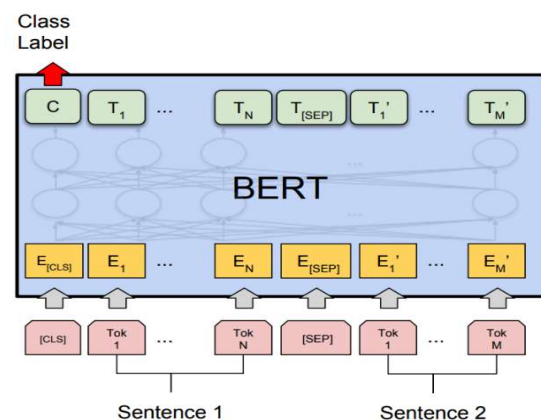 Class
Label
C T1 ... TN T[SEP] T1' ... TM'
...
BERT
...
E[CLS] E1 ... EN E[SEP] E1' ... EM'
[CLS] Tok 1 ... Tok N [SEP] Tok 1 ... Tok M
Sentence 1 Sentence 2